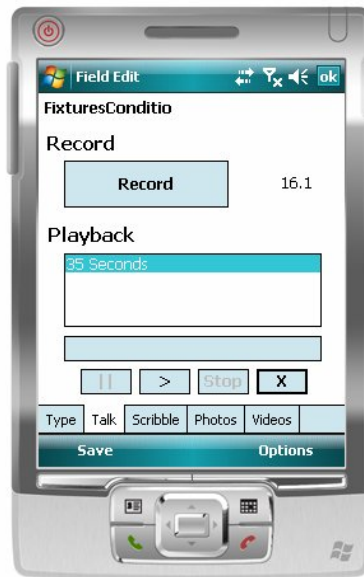 Field Edit ok
FixturesConditio
Record
Record 16.1
Playback
35 Seconds
|| > Stop X
Type Talk Scribble Photos Videos
Save Options